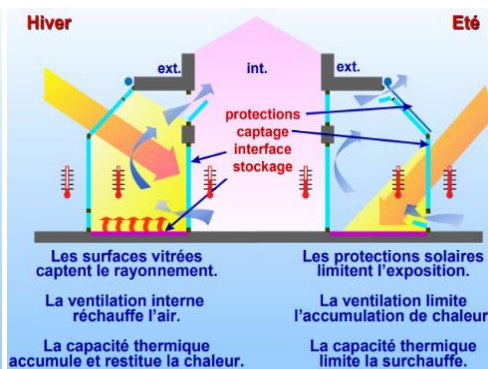 Hiver
Eté
ext.
int.
ext.
protections
captage
interface
stockage
Les surfaces vitrées
captent le rayonnement.
La ventilation interne
réchauffe l'air.
La capacité thermique
accumule et restitue la chaleur.
Les protections solaires
limitent l'exposition.
La ventilation limite
l'accumulation de chaleur
La capacité thermique
limite la surchauffe.